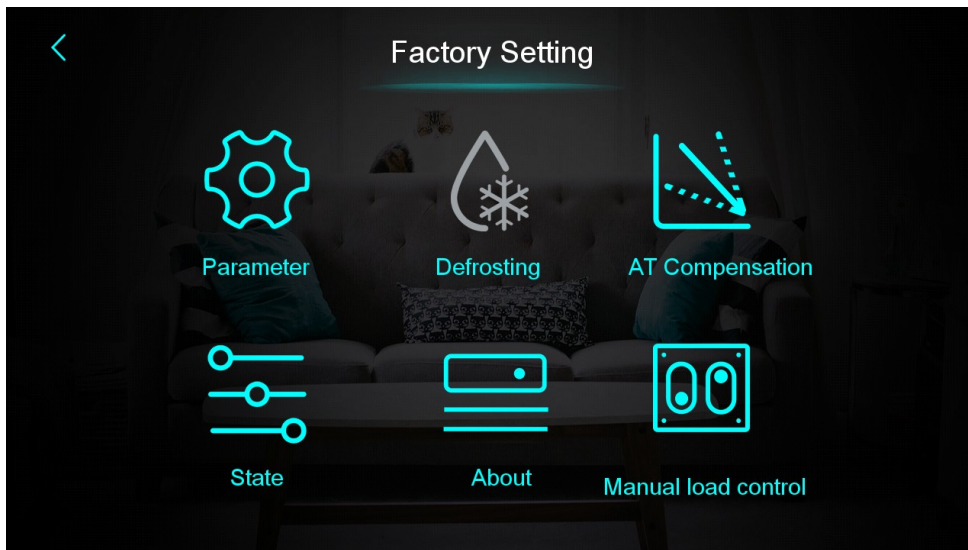 Factory Setting
Parameter
Defrosting
AT Compensation
State
About
Manual load control